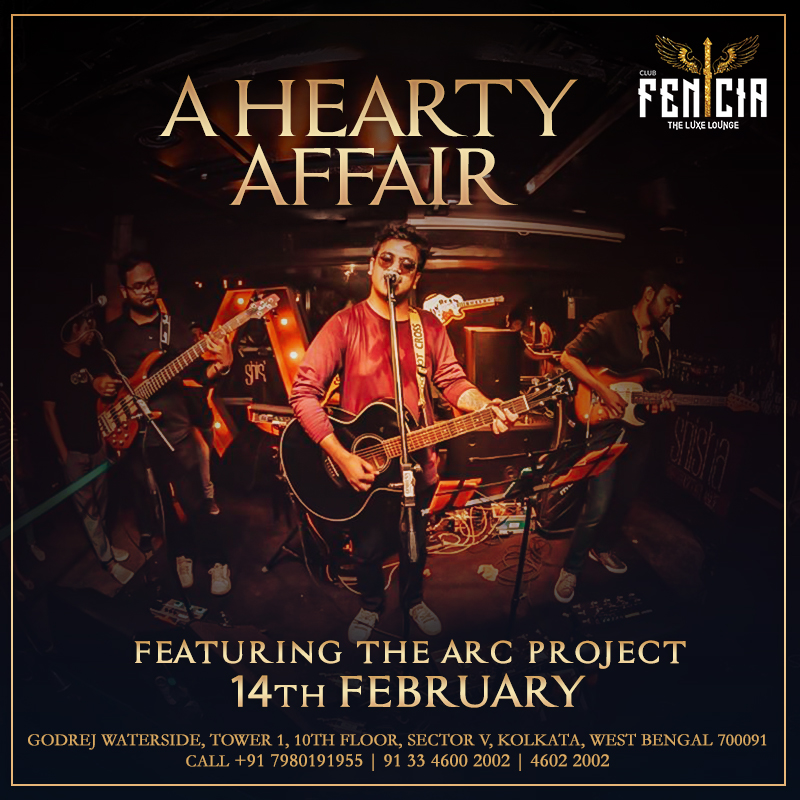 CLUB
FENICIA
THE LUXE LOUNGE
A HEARTY
AFFAIR
shis
FEATURING THE ARC PROJECT
14TH FEBRUARY
GODREJ WATERSIDE, TOWER 1, 10TH FLOOR, SECTOR V, KOLKATA, WEST BENGAL 700091
CALL +91 7980191955 | 91 33 4600 2002 | 4602 2002